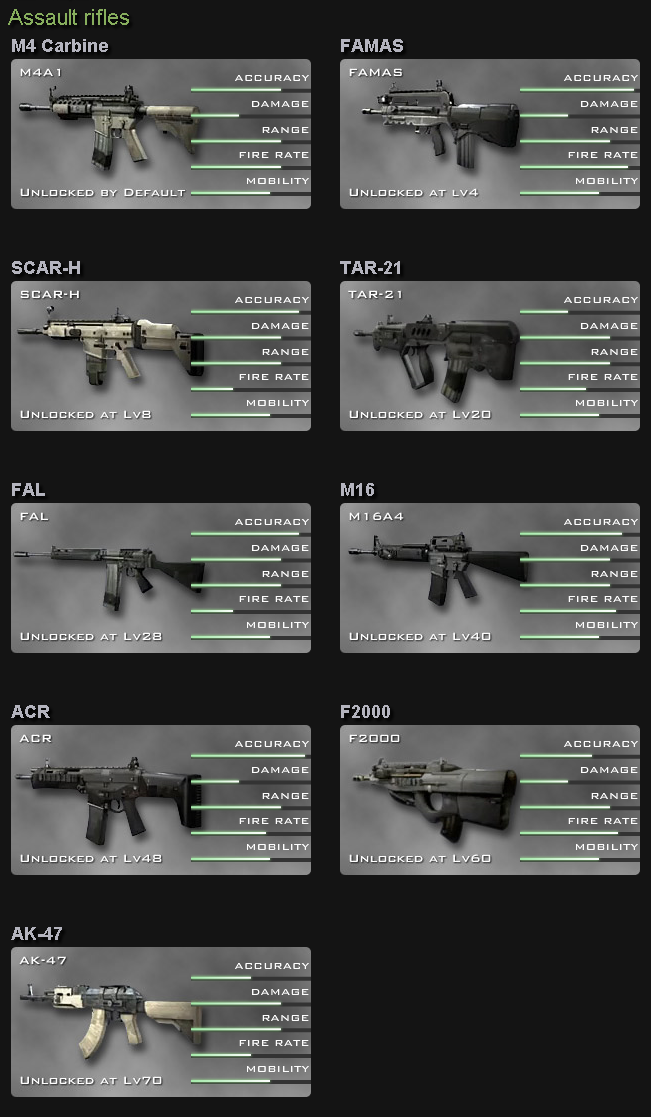 Assault rifles
M4 Carbine
M4A1
ACCURACY
DAMAGE
RANGE
FIRE RATE
MOBILITY
Unlocked by Default
FAMAS
FAMAS
ACCURACY
DAMAGE
RANGE
FIRE RATE
MOBILITY
Unlocked at lv4
SCAR-H
SCAR-H
ACCURACY
DAMAGE
RANGE
FIRE RATE
MOBILITY
Unlocked at Lv8
TAR-21
TAR-21
ACCURACY
DAMAGE
RANGE
FIRE RATE
MOBILITY
Unlocked at Lv20
FAL
FAL
ACCURACY
DAMAGE
RANGE
FIRE RATE
MOBILITY
Unlocked at Lv28
M16
M16A4
ACCURACY
DAMAGE
RANGE
FIRE RATE
MOBILITY
Unlocked at Lv40
ACR
ACR
ACCURACY
DAMAGE
RANGE
FIRE RATE
MOBILITY
Unlocked at Lv48
F2000
F2000
ACCURACY
DAMAGE
RANGE
FIRE RATE
MOBILITY
Unlocked at Lv60
AK-47
AK-47
ACCURACY
DAMAGE
RANGE
FIRE RATE
MOBILITY
Unlocked at Lv70